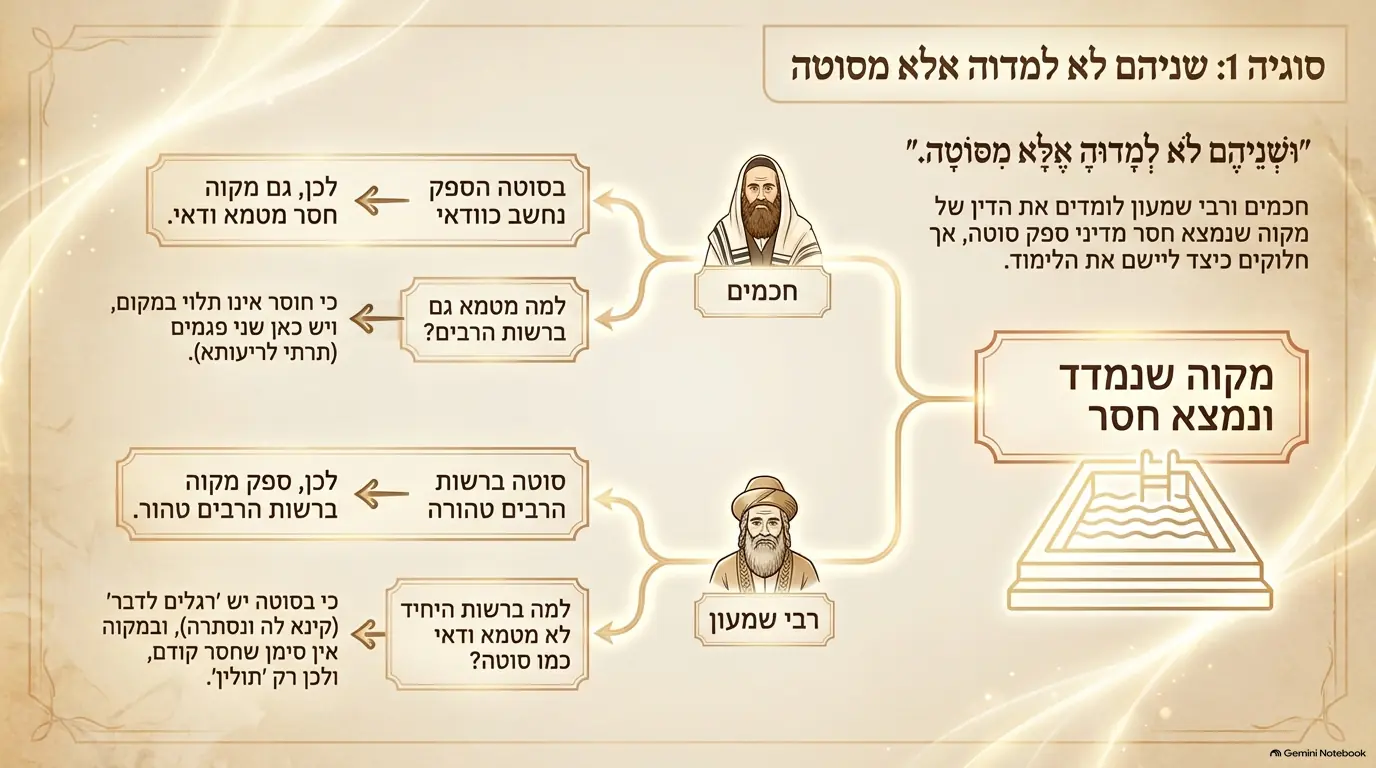 סוגיה 1: שניהם לא למדוה אלא מסוטה
"וּשְׁנֵיהֶם לֹא לְמָדוּהָ אֶלָּא מִסּוֹטָה."
חכמים ורבי שמעון לומדים את הדין של
מקוה שנמצא חסר מדיני ספק סוטה, אך
חלוקים כיצד ליישם את הלימוד.
מקוה שנמדד
ונמצא חסר
חכמים
בסוטה הספק
נחשב כוודאי
לכן, גם מקוה
חסר מטמא ודאי.
למה מטמא גם
ברשות הרבים?
כי חוסר אינו תלוי במקום,
ויש כאן שני פגמים
(תרתי לריעותא).
רבי שמעון
סוטה ברשות
הרבים טהורה
לכן, ספק מקוה
ברשות הרבים טהור.
למה ברשות היחיד
לא מטמא ודאי
כמו סוטה?
כי בסוטה יש 'רגלים לדבר'
(קינא לה ונסתרה), ובמקוה
אין סימן שחסר קודם,
ולכן רק 'תולין'.
Gemini Notebook